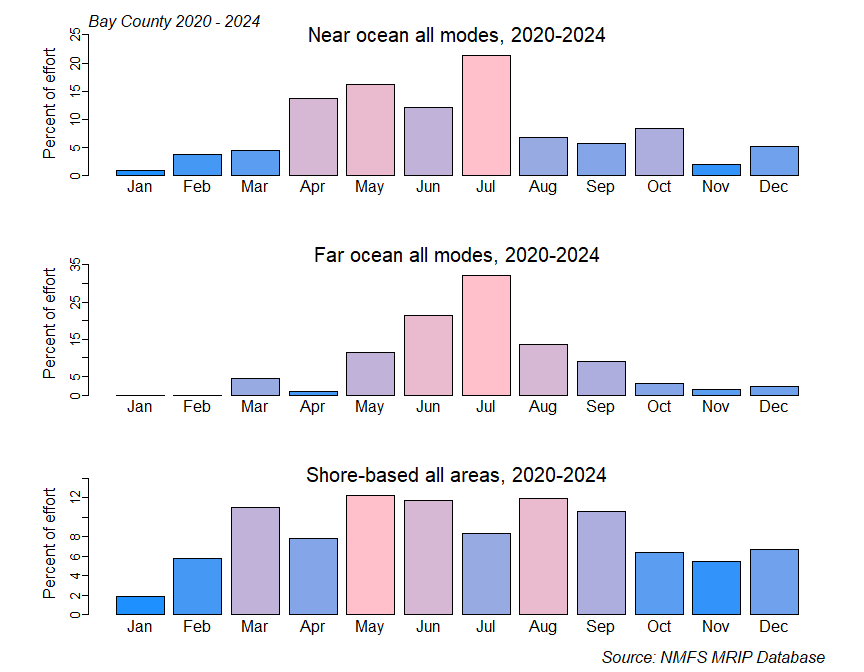 Bay County 2020 - 2024
Near ocean all modes, 2020-2024
Percent of effort
0 5 10 15 20 25
Jan Feb Mar Apr May Jun Jul Aug Sep Oct Nov Dec
Far ocean all modes, 2020-2024
Percent of effort
0 5 15 25 35
Jan Feb Mar Apr May Jun Jul Aug Sep Oct Nov Dec
Shore-based all areas, 2020-2024
Percent of effort
0 2 4 6 8 12
Jan Feb Mar Apr May Jun Jul Aug Sep Oct Nov Dec
Source: NMFS MRIP Database